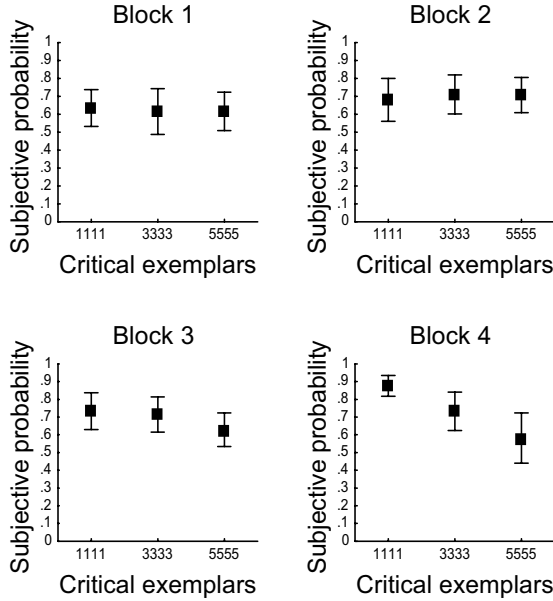 Block 1
Subjective probability
1
.9
.8
.7
.6
.5
.4
.3
.2
.1
0
1111 3333 5555
Critical exemplars
Block 2
Subjective probability
1
.9
.8
.7
.6
.5
.4
.3
.2
.1
0
1111 3333 5555
Critical exemplars
Block 3
Subjective probability
1
.9
.8
.7
.6
.5
.4
.3
.2
.1
0
1111 3333 5555
Critical exemplars
Block 4
Subjective probability
1
.9
.8
.7
.6
.5
.4
.3
.2
.1
0
1111 3333 5555
Critical exemplars